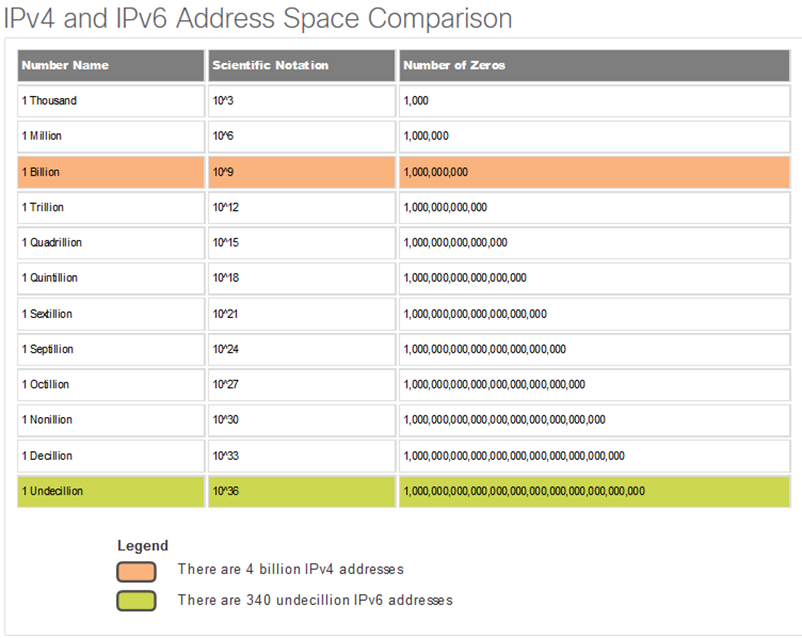 IPv4 and IPv6 Address Space Comparison
Number Name Scientific Notation Number of Zeros
1 Thousand 10^3 1,000
1 Million 10^6 1,000,000
1 Billion 10^9 1,000,000,000
1 Trillion 10^12 1,000,000,000,000
1 Quadrillion 10^15 1,000,000,000,000,000
1 Quintillion 10^18 1,000,000,000,000,000,000
1 Sextillion 10^21 1,000,000,000,000,000,000,000
1 Septillion 10^24 1,000,000,000,000,000,000,000,000
1 Octillion 10^27 1,000,000,000,000,000,000,000,000,000
1 Nonillion 10^30 1,000,000,000,000,000,000,000,000,000,000
1 Decillion 10^33 1,000,000,000,000,000,000,000,000,000,000,000
1 Undecillion 10^36 1,000,000,000,000,000,000,000,000,000,000,000,000
Legend
There are 4 billion IPv4 addresses
There are 340 undecillion IPv6 addresses